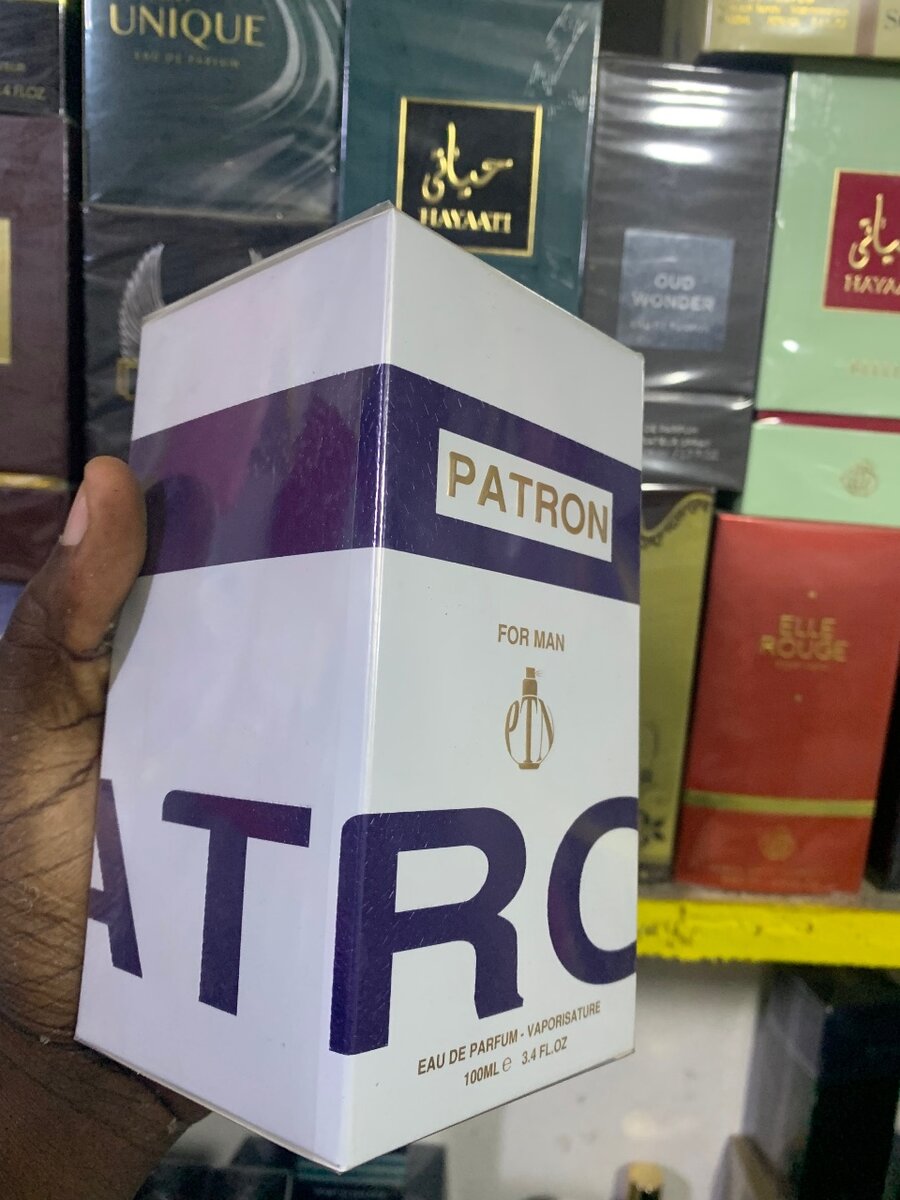 UNIQUE
EAU DE PARFUM
حياتي
HAYAATI
OUD
WONDER
حياتي
HAYAA
ELLE
ROUGE
PATRON
FOR MAN
PTN
ATRO
EAU DE PARFUM - VAPORISATURE
100ML e 3.4 FL.OZ